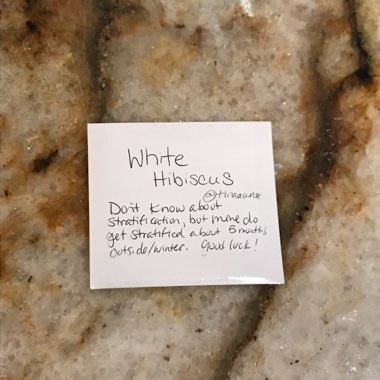 White
Hibiscus
Don't know about
Stratification, but mine do
get stratified about 5 months
outside/winter. Good luck!